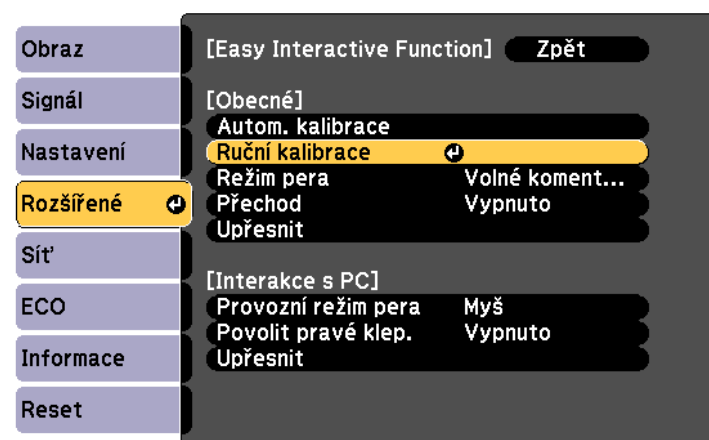 Obraz
Signál
Nastavení
Rozšířené
Síť
ECO
Informace
Reset
[Easy Interactive Function] Zpět
[Obecné]
Autom. kalibrace
Ruční kalibrace
Režim pera Volné koment...
Přechod Vypnuto
Upřesnit
[Interakce s PC]
Provozní režim pera Myš
Povolit pravé klep. Vypnuto
Upřesnit